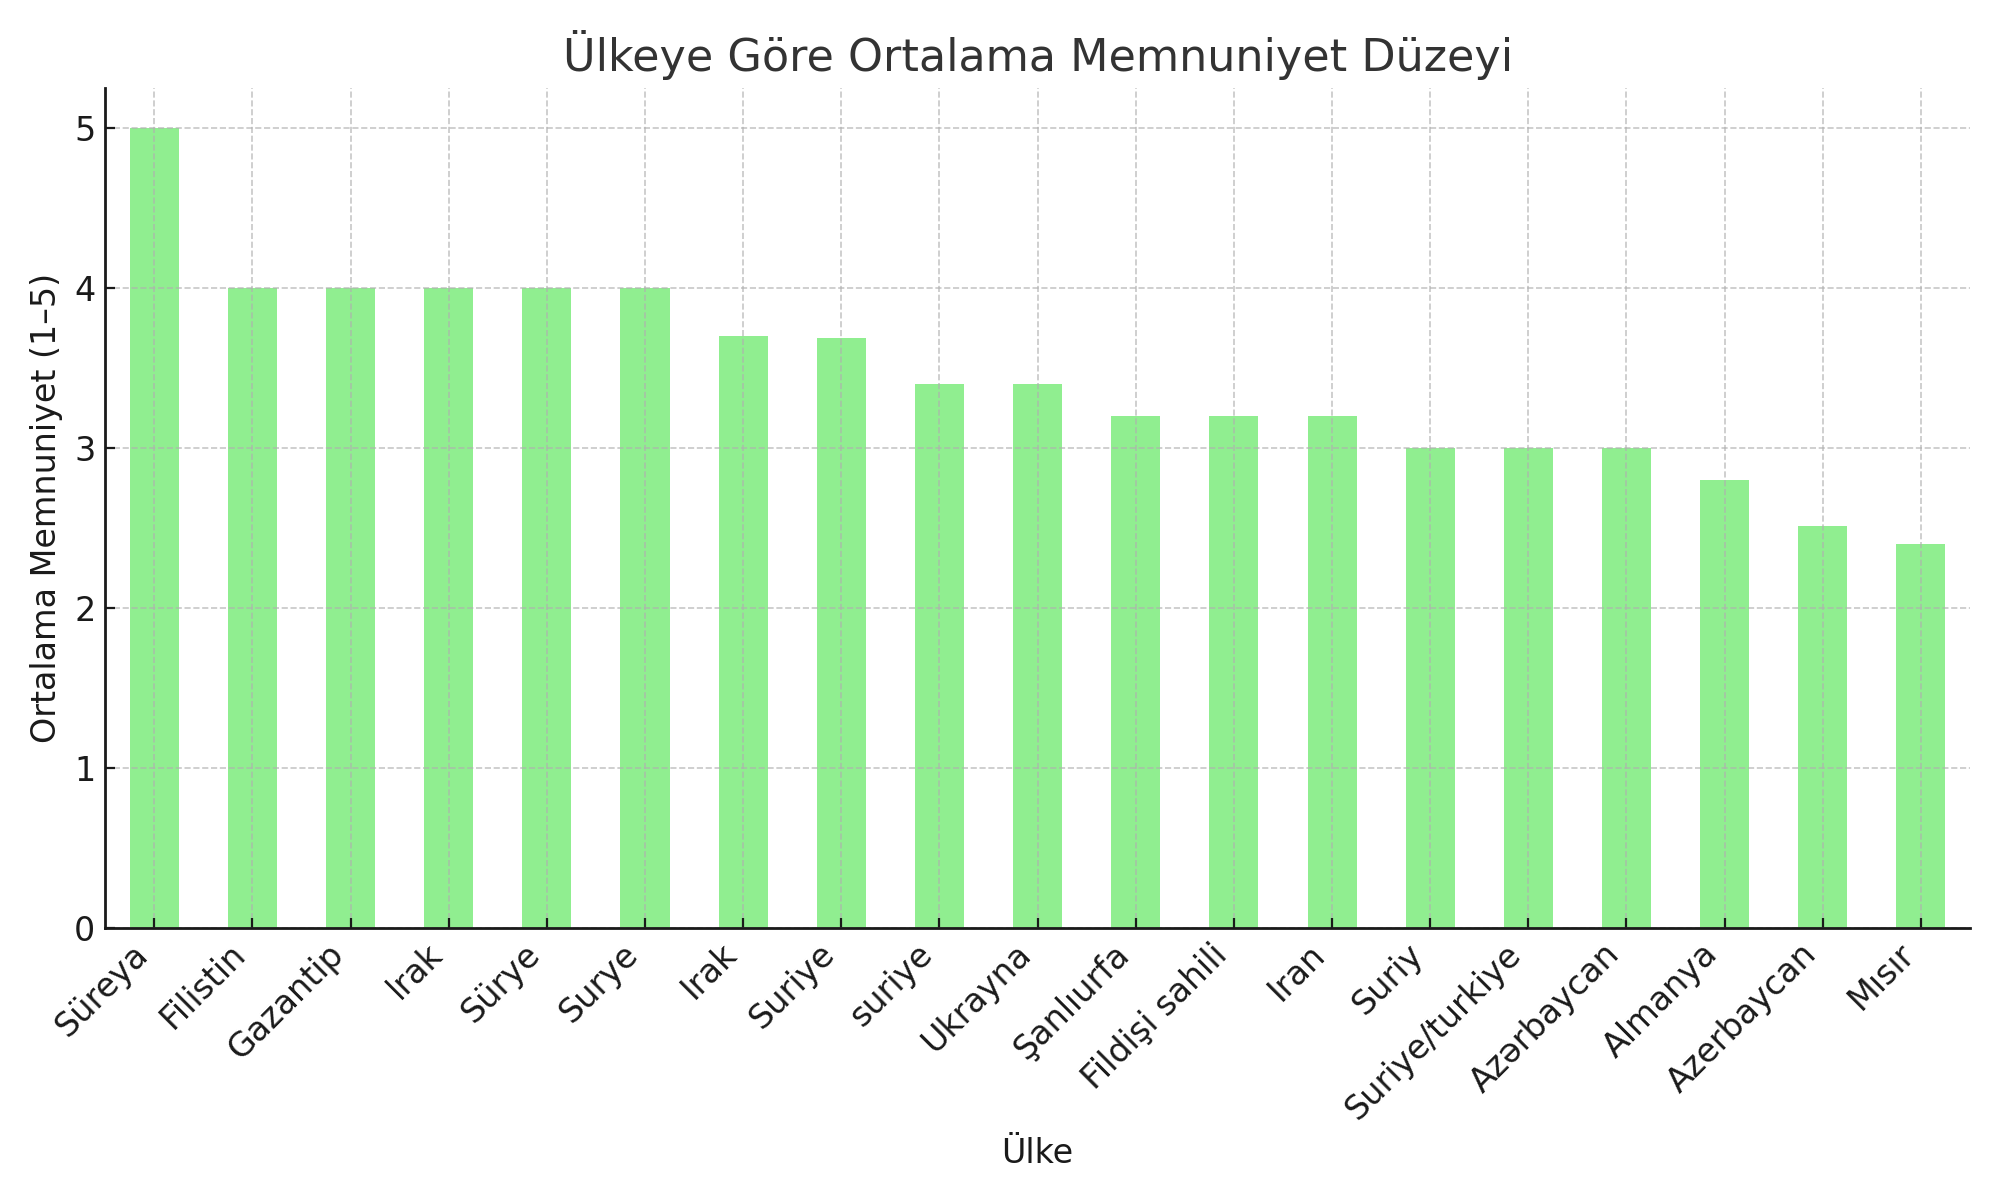 Ülkeye Göre Ortalama Memnuniyet Düzeyi
Ortalama Memnuniyet (1–5)
5
4
3
2
1
0
Süreya
Filistin
Gazantip
Irak
Sürye
Surye
Irak
Suriye
suriye
Ukrayna
Şanlıurfa
Fildişi sahili
Iran
Suriy
Suriye/turkiye
Azərbaycan
Almanya
Azerbaycan
Mısır
Ülke